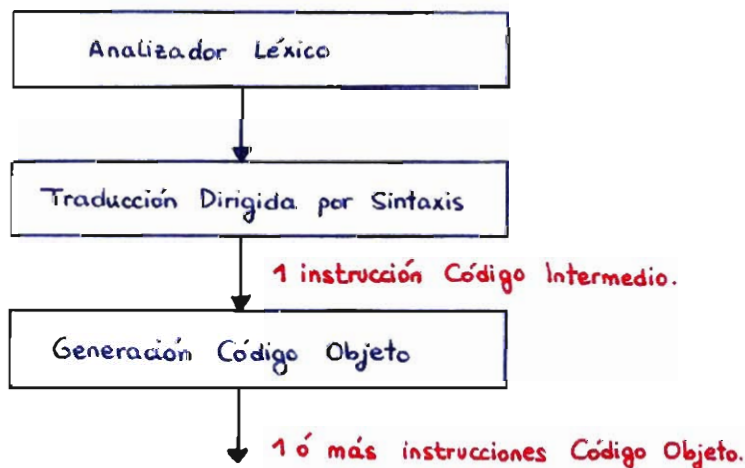 Analizador Léxico
Traducción Dirigida por Sintaxis
1 instrucción Código Intermedio.
Generación Código Objeto
1 ó más instrucciones Código Objeto.